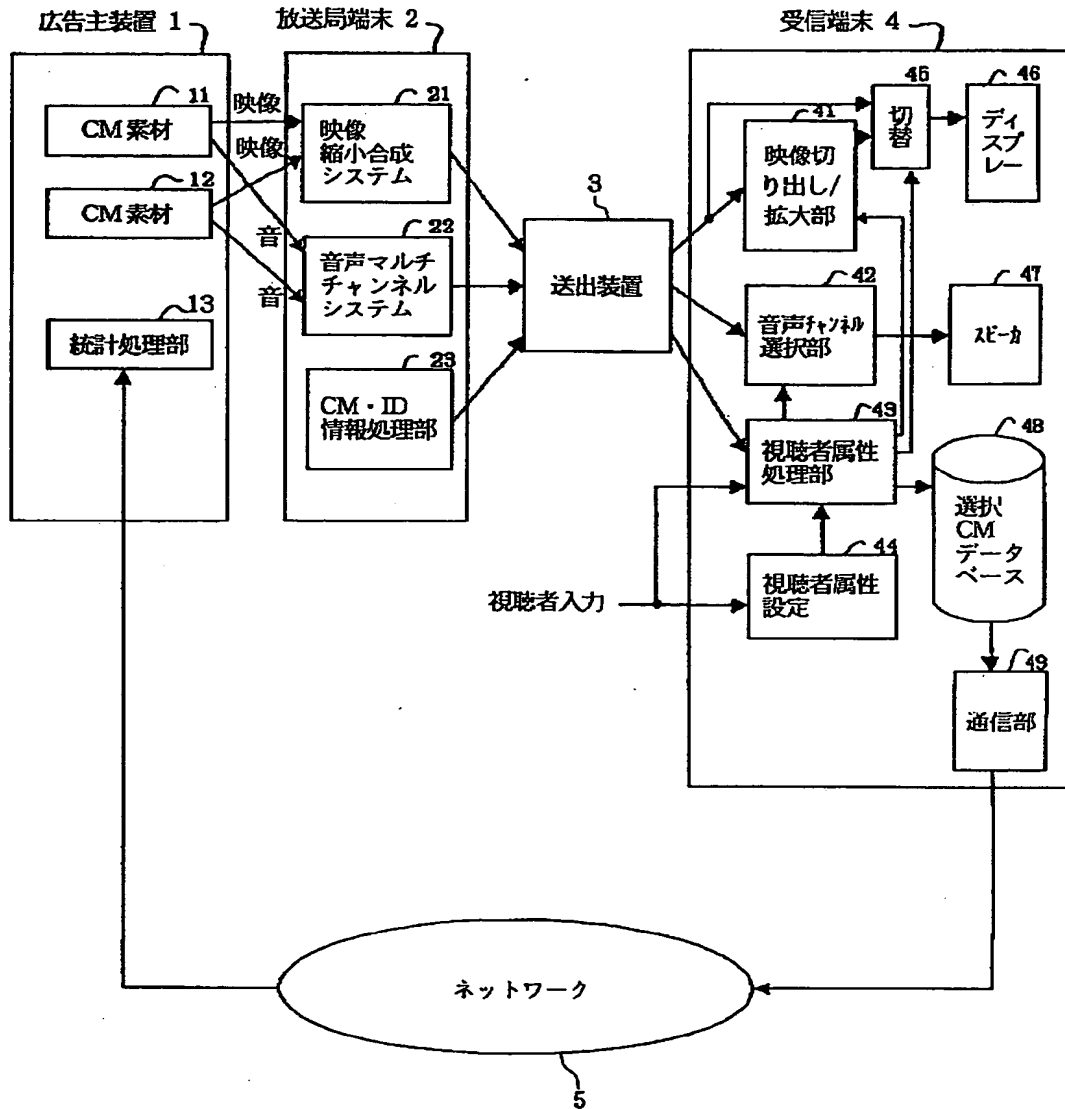 広告主装置 1
放送局端末 2
受信端末 4
11
CM 素材
映像
12
CM 素材
映像
音
音
13
統計処理部
21
映像
縮小合成
システム
22
音声マルチ
チャンネル
システム
23
CM・ID
情報処理部
3
送出装置
41
映像切
り出し/
拡大部
45
切
替
46
ディ
スプ
レー
42
音声チャンネル
選択部
47
スピーカ
43
視聴者属性
処理部
44
視聴者属性
設定
視聴者入力
48
選択
CM
データ
ベース
49
通信部
ネットワーク
5